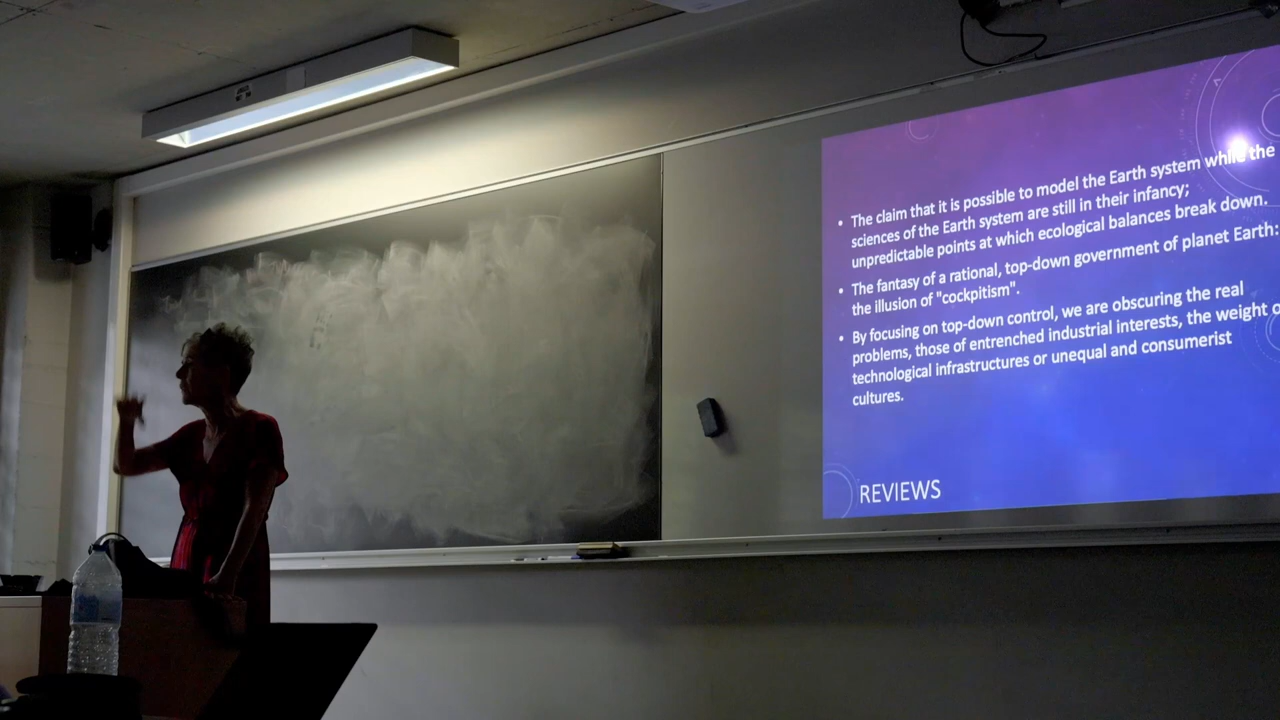 • The claim that it is possible to model the Earth system while the
sciences of the Earth system are still in their infancy;
unpredictable points at which ecological balances break down.
• The fantasy of a rational, top-down government of planet Earth:
the illusion of "cockpitism".
• By focusing on top-down control, we are obscuring the real
problems, those of entrenched industrial interests, the weight o
technological infrastructures or unequal and consumerist
cultures.
REVIEWS